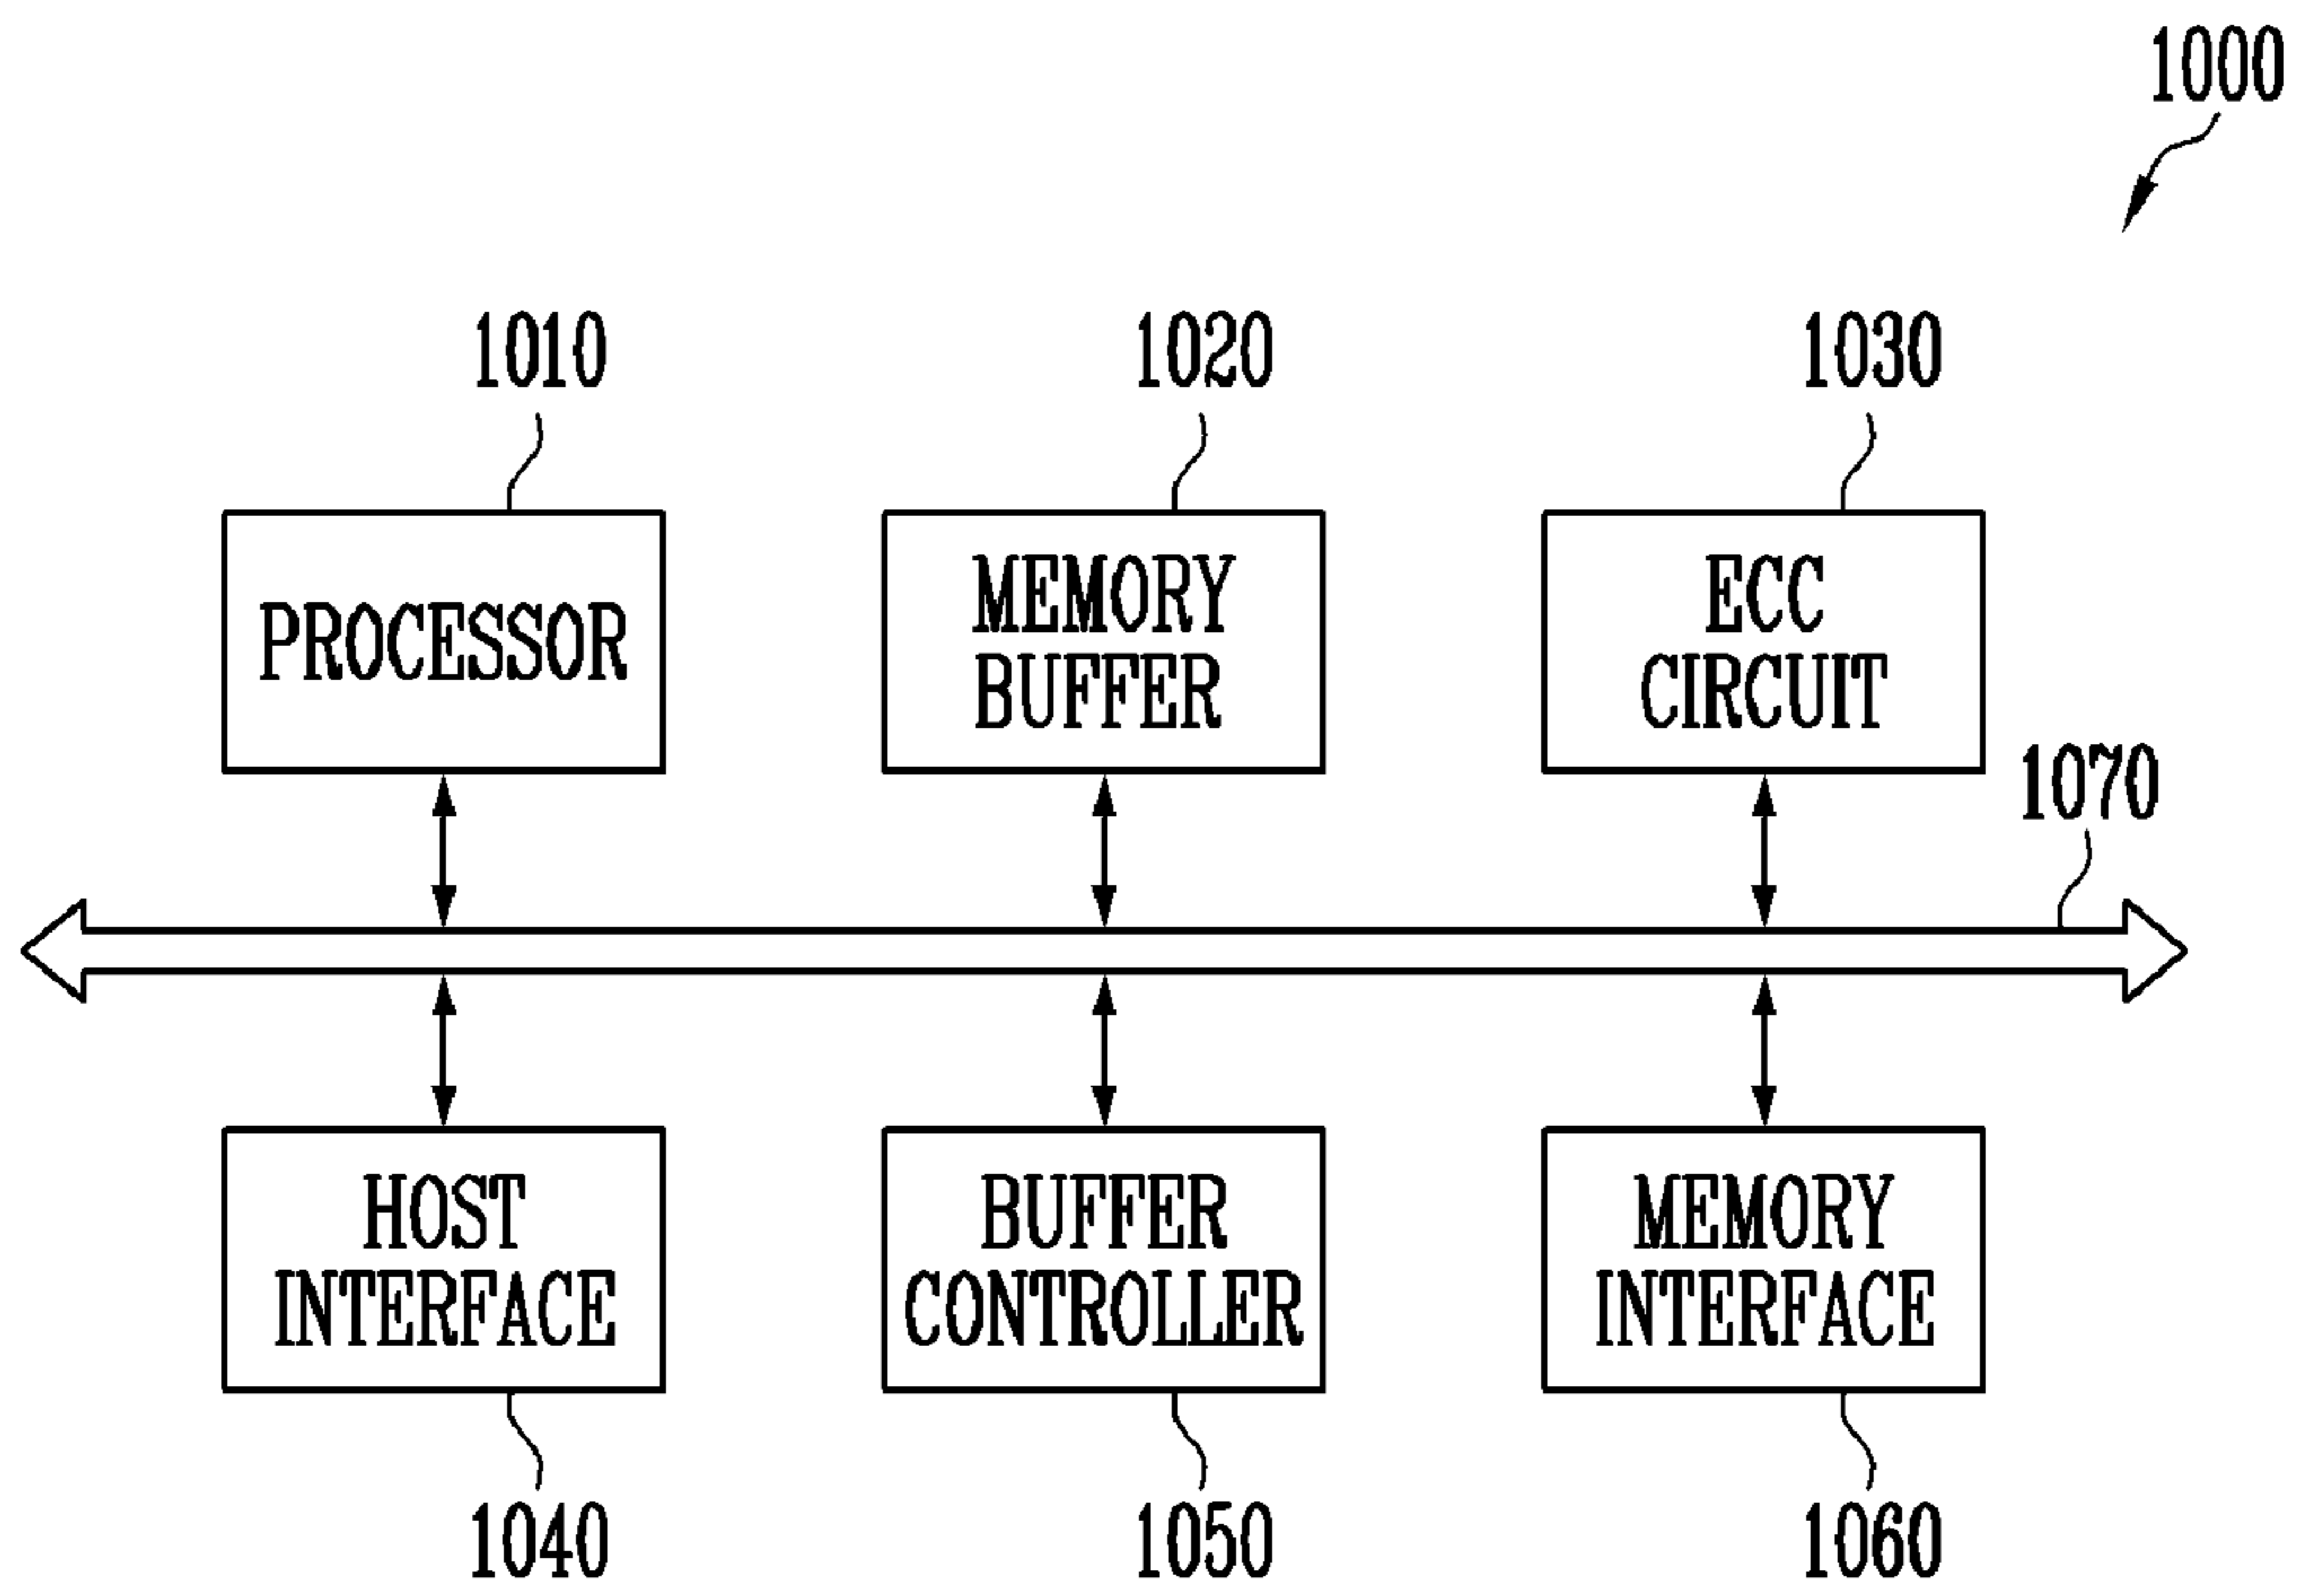 1000
1010
1020
1030
PROCESSOR
MEMORY
BUFFER
ECC
CIRCUIT
1070
HOST
INTERFACE
BUFFER
CONTROLLER
MEMORY
INTERFACE
1040
1050
1060